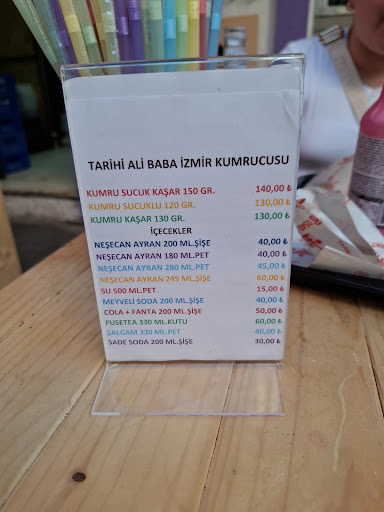 TARİHİ ALİ BABA İZMİR KUMRUCUSU
KUMRU SUCUK KAŞAR 150 GR. 140,00 ₺
KUMRU SUCUKLU 120 GR. 130,00 ₺
KUMRU KAŞAR 130 GR. 130,00 ₺
İÇECEKLER
NEŞECAN AYRAN 200 ML.ŞİŞE 40,00 ₺
NEŞECAN AYRAN 180 ML.PET 40,00 ₺
NEŞECAN AYRAN 280 ML.PET 45,00 ₺
NEŞECAN AYRAN 245 ML.ŞİŞE 60,00 ₺
SU 500 ML.PET 15,00 ₺
MEYVELİ SODA 200 ML.ŞİŞE 40,00 ₺
COLA + FANTA 200 ML.ŞİŞE 50,00 ₺
FUSETEA 330 ML.KUTU 60,00 ₺
ŞALGAM 330 ML.PET 40,00 ₺
SADE SODA 200 ML.ŞİŞE 30,00 ₺